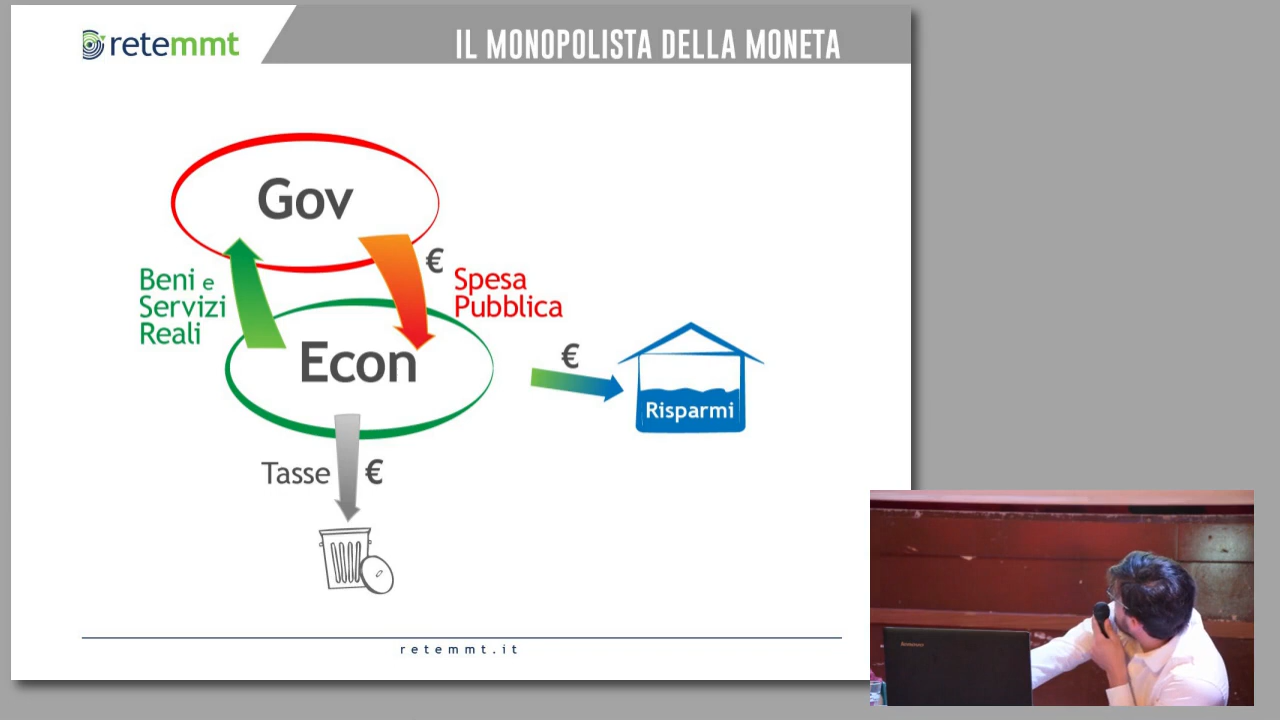 retemmt
IL MONOPOLISTA DELLA MONETA
Gov
€
Beni e
Servizi
Reali
Spesa
Pubblica
Econ
€
Risparmi
Tasse
€
retemmt.it